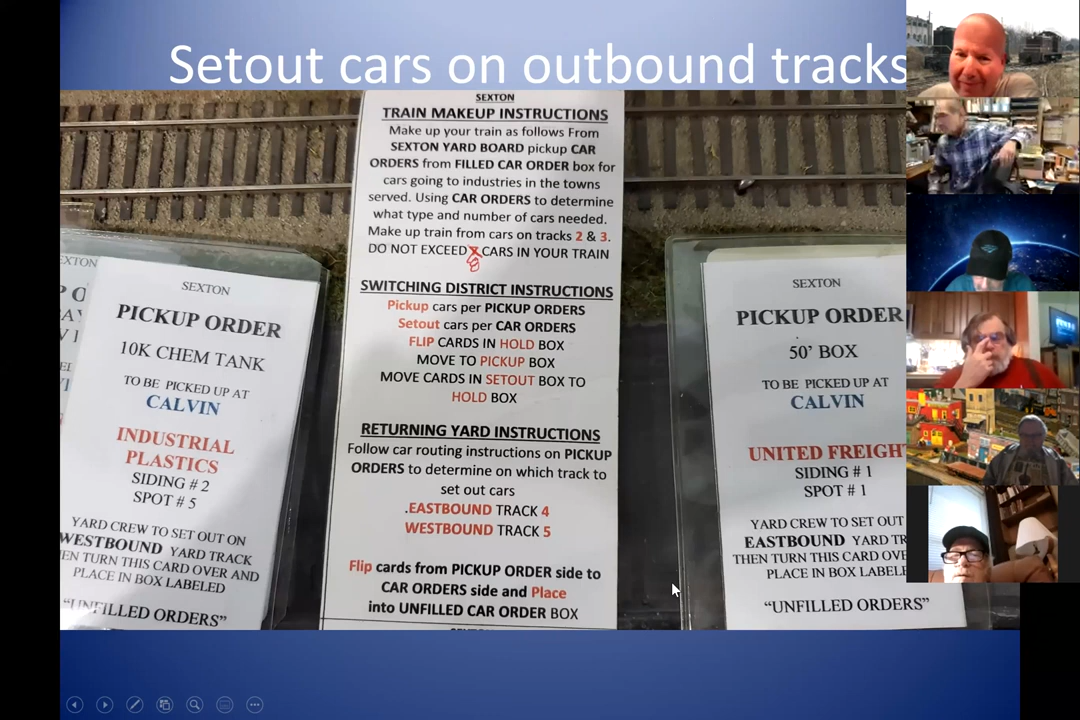 Setout cars on outbound tracks
SEXTON
TRAIN MAKEUP INSTRUCTIONS
Make up your train as follows From
SEXTON YARD BOARD pickup CAR
ORDERS from FILLED CAR ORDER box for
cars going to industries in the towns
served. Using CAR ORDERS to determine
what type and number of cars needed.
Make up train from cars on tracks 2 & 3.
DO NOT EXCEED CARS IN YOUR TRAIN
8
SWITCHING DISTRICT INSTRUCTIONS
Pickup cars per PICKUP ORDERS
Setout cars per CAR ORDERS
FLIP CARDS IN HOLD BOX
MOVE TO PICKUP BOX
MOVE CARDS IN SETOUT BOX TO
HOLD BOX
RETURNING YARD INSTRUCTIONS
Follow car routing instructions on PICKUP
ORDERS to determine on which track to
set out cars
.EASTBOUND TRACK 4
WESTBOUND TRACK 5
Flip cards from PICKUP ORDER side to
CAR ORDERS side and Place
into UNFILLED CAR ORDER BOX
SEXTON
PICKUP ORDER
10K CHEM TANK
TO BE PICKED UP AT
CALVIN
INDUSTRIAL
PLASTICS
SIDING # 2
SPOT # 5
YARD CREW TO SET OUT ON
WESTBOUND YARD TRACK
THEN TURN THIS CARD OVER AND
PLACE IN BOX LABELED
"UNFILLED ORDERS"
SEXTON
PICKUP ORDER
50' BOX
TO BE PICKED UP AT
CALVIN
UNITED FREIGHT
SIDING # 1
SPOT # 1
YARD CREW TO SET OUT
EASTBOUND YARD TR
THEN TURN THIS CARD OVE
PLACE IN BOX LABELE
"UNFILLED ORDERS"